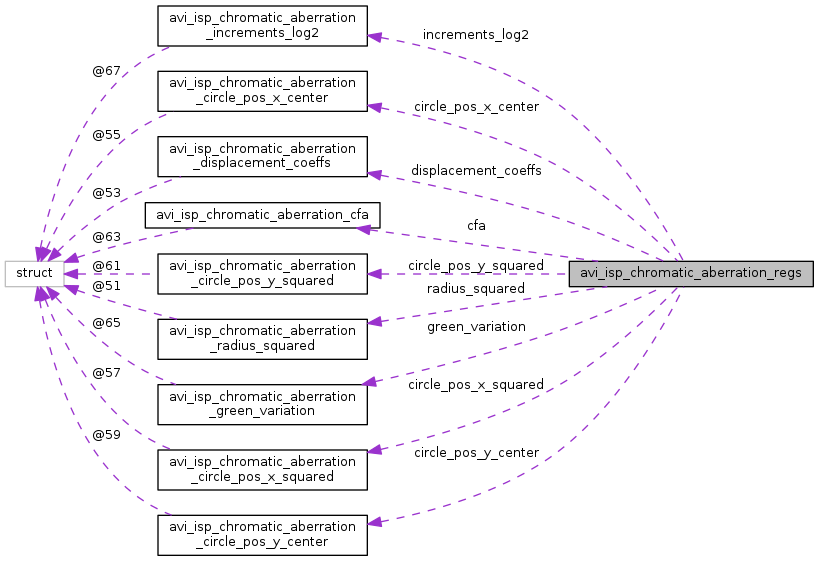 avi_isp_chromatic_aberration
_increments_log2
increments_log2
@67
avi_isp_chromatic_aberration
_circle_pos_x_center
circle_pos_x_center
@55
avi_isp_chromatic_aberration
_displacement_coeffs
displacement_coeffs
@53
avi_isp_chromatic_aberration_cfa
cfa
@63
avi_isp_chromatic_aberration
_circle_pos_y_squared
circle_pos_y_squared
@61
struct
avi_isp_chromatic_aberration_regs
@51
radius_squared
avi_isp_chromatic_aberration
_radius_squared
@65
green_variation
avi_isp_chromatic_aberration
_green_variation
@57
circle_pos_x_squared
avi_isp_chromatic_aberration
_circle_pos_x_squared
@59
circle_pos_y_center
avi_isp_chromatic_aberration
_circle_pos_y_center